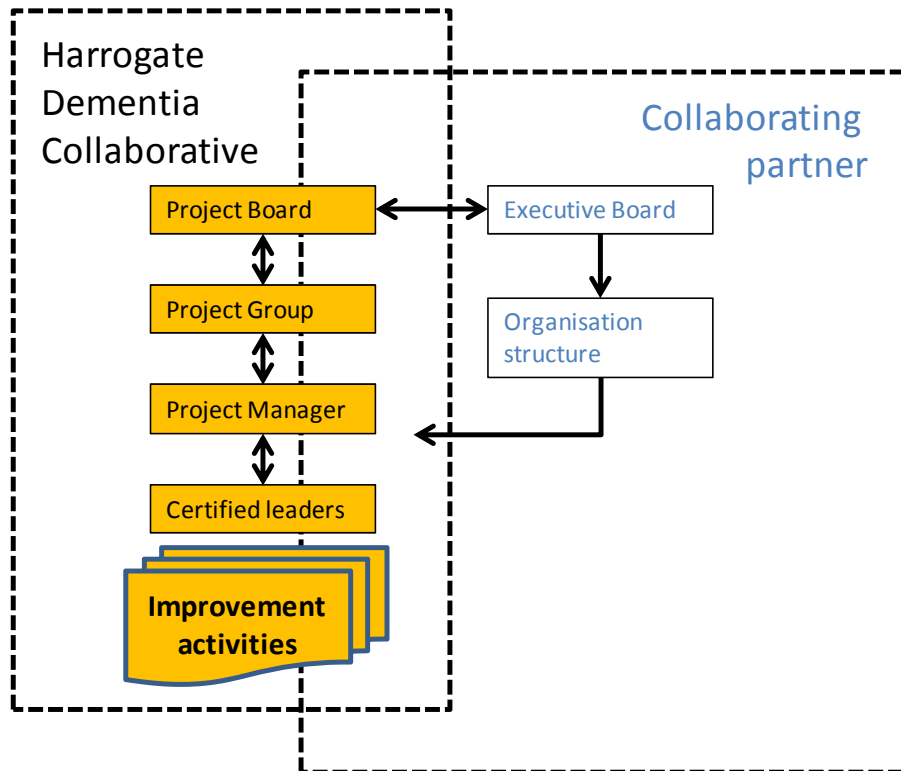 Harrogate
Dementia
Collaborative
Collaborating
partner
Project Board
Executive Board
Project Group
Organisation
structure
Project Manager
Certified leaders
Improvement
activities